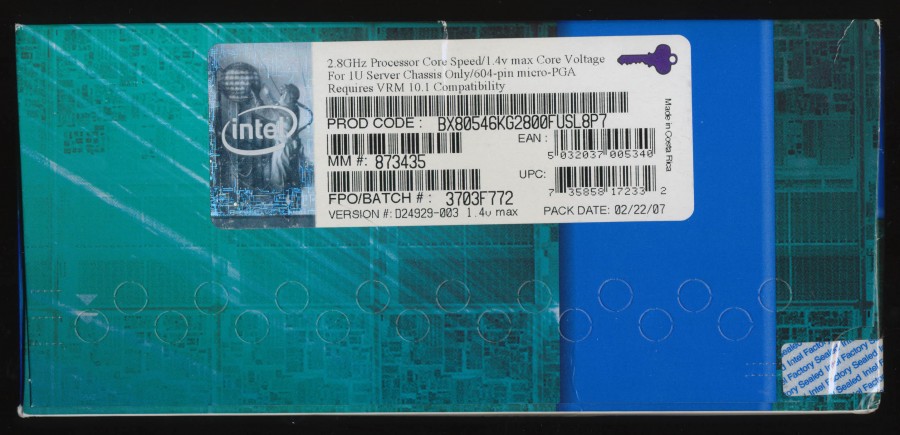 2.8GHz Processor Core Speed/1.4v max Core Voltage
For 1U Server Chassis Only/604-pin micro-PGA
Requires VRM 10.1 Compatibility
intel
PROD CODE : BX80546KG2800FUSL8P7
EAN :
5 032037 005340
MM #: 873435
UPC:
7 35858 17233 2
FPO/BATCH # : 3703F772
VERSION #: D24929-003 1.4v max
PACK DATE: 02/22/07
Made in Costa Rica
Intel Factory Sealed